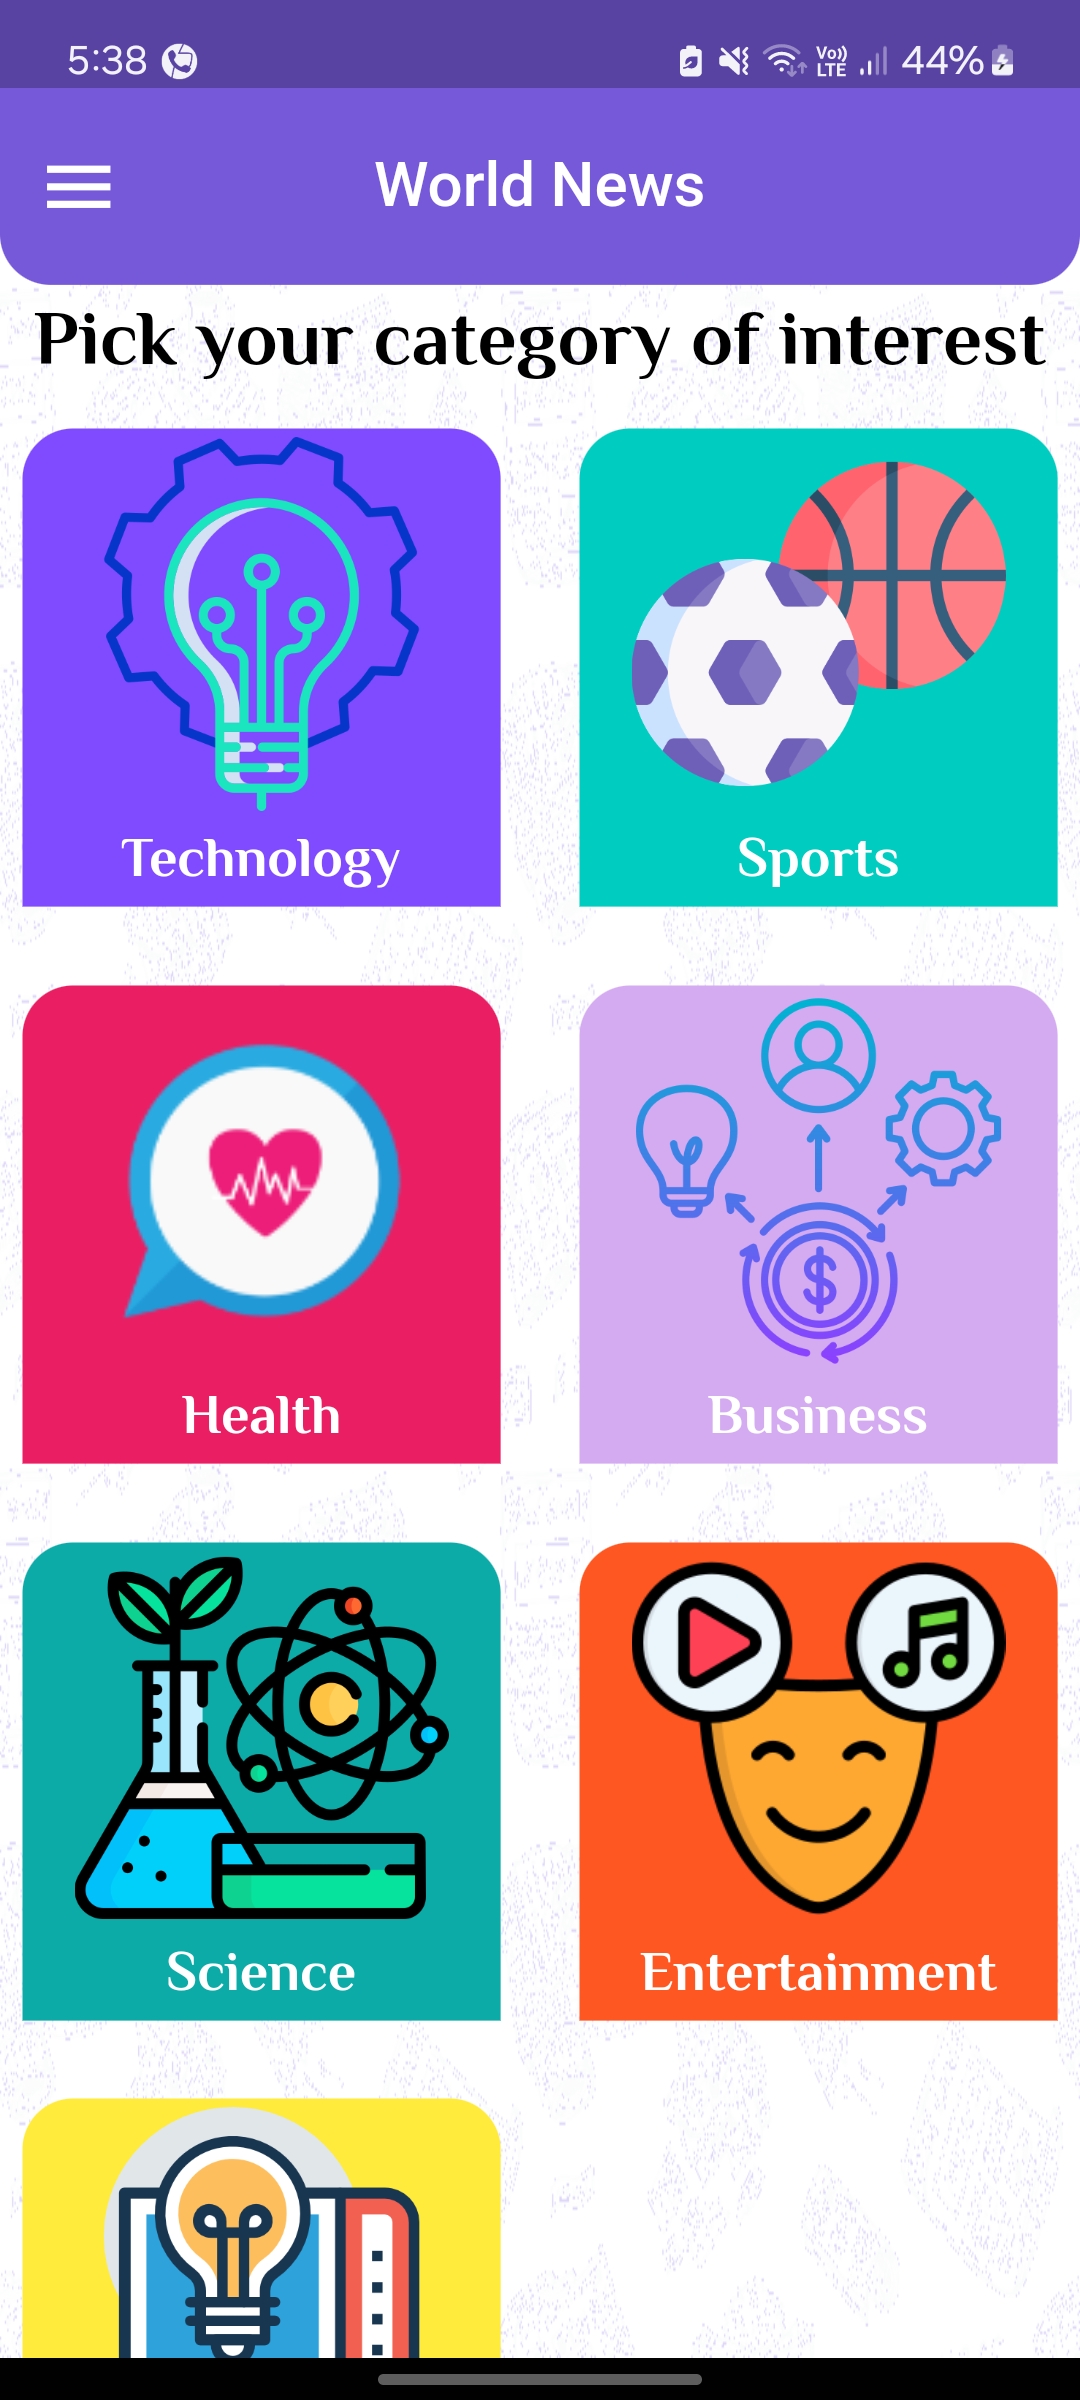 5:38 Vo)) LTE 44%
World News
Pick your category of interest
Technology
Sports
Health
Business
Science
Entertainment